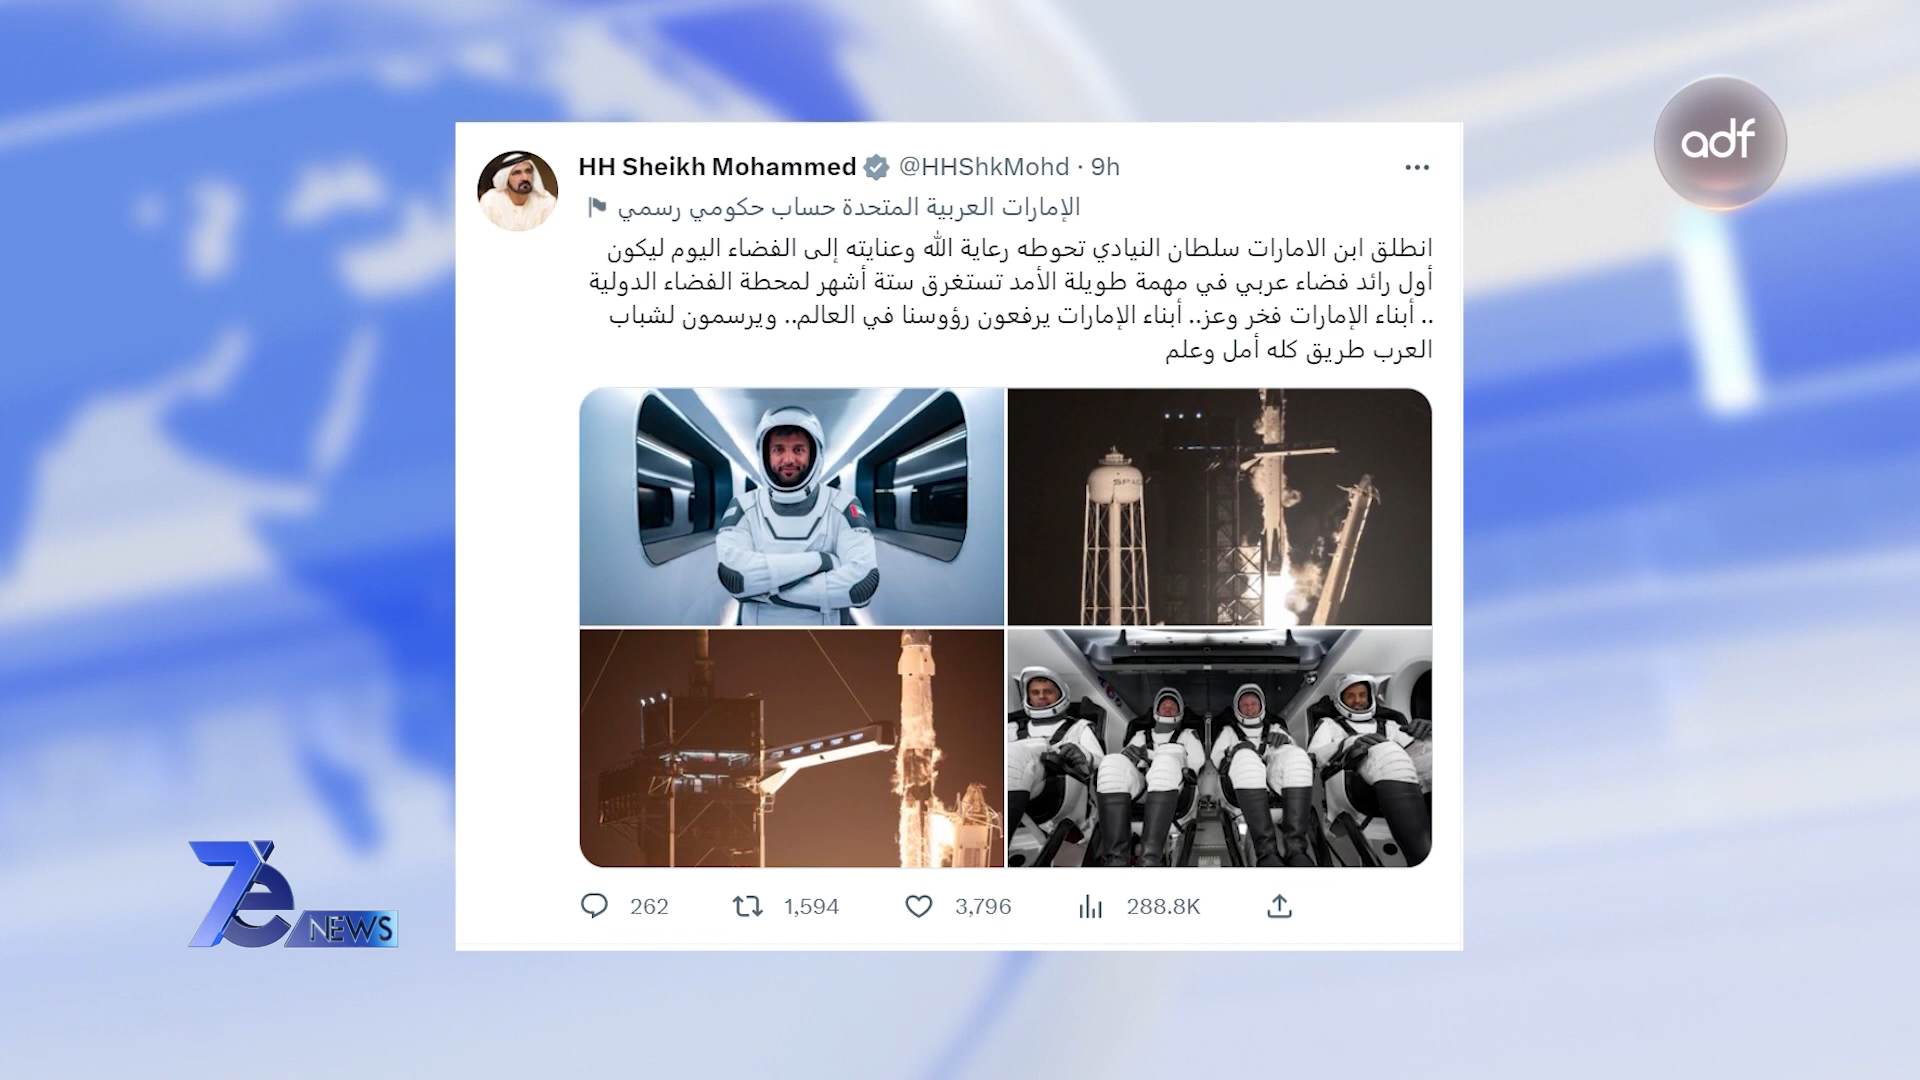 adf
HH Sheikh Mohammed @HHShkMohd · 9h
الإمارات العربية المتحدة حساب حكومي رسمي
انطلق ابن الامارات سلطان النيادي تحوطه رعاية الله وعنايته إلى الفضاء اليوم ليكون
أول رائد فضاء عربي في مهمة طويلة الأمد تستغرق ستة أشهر لمحطة الفضاء الدولية
.. أبناء الإمارات فخر وعز.. أبناء الإمارات يرفعون رؤوسنا في العالم.. ويرسمون لشباب
العرب طريق كله أمل وعلم
262 1,594 3,796 288.8K
7e NEWS